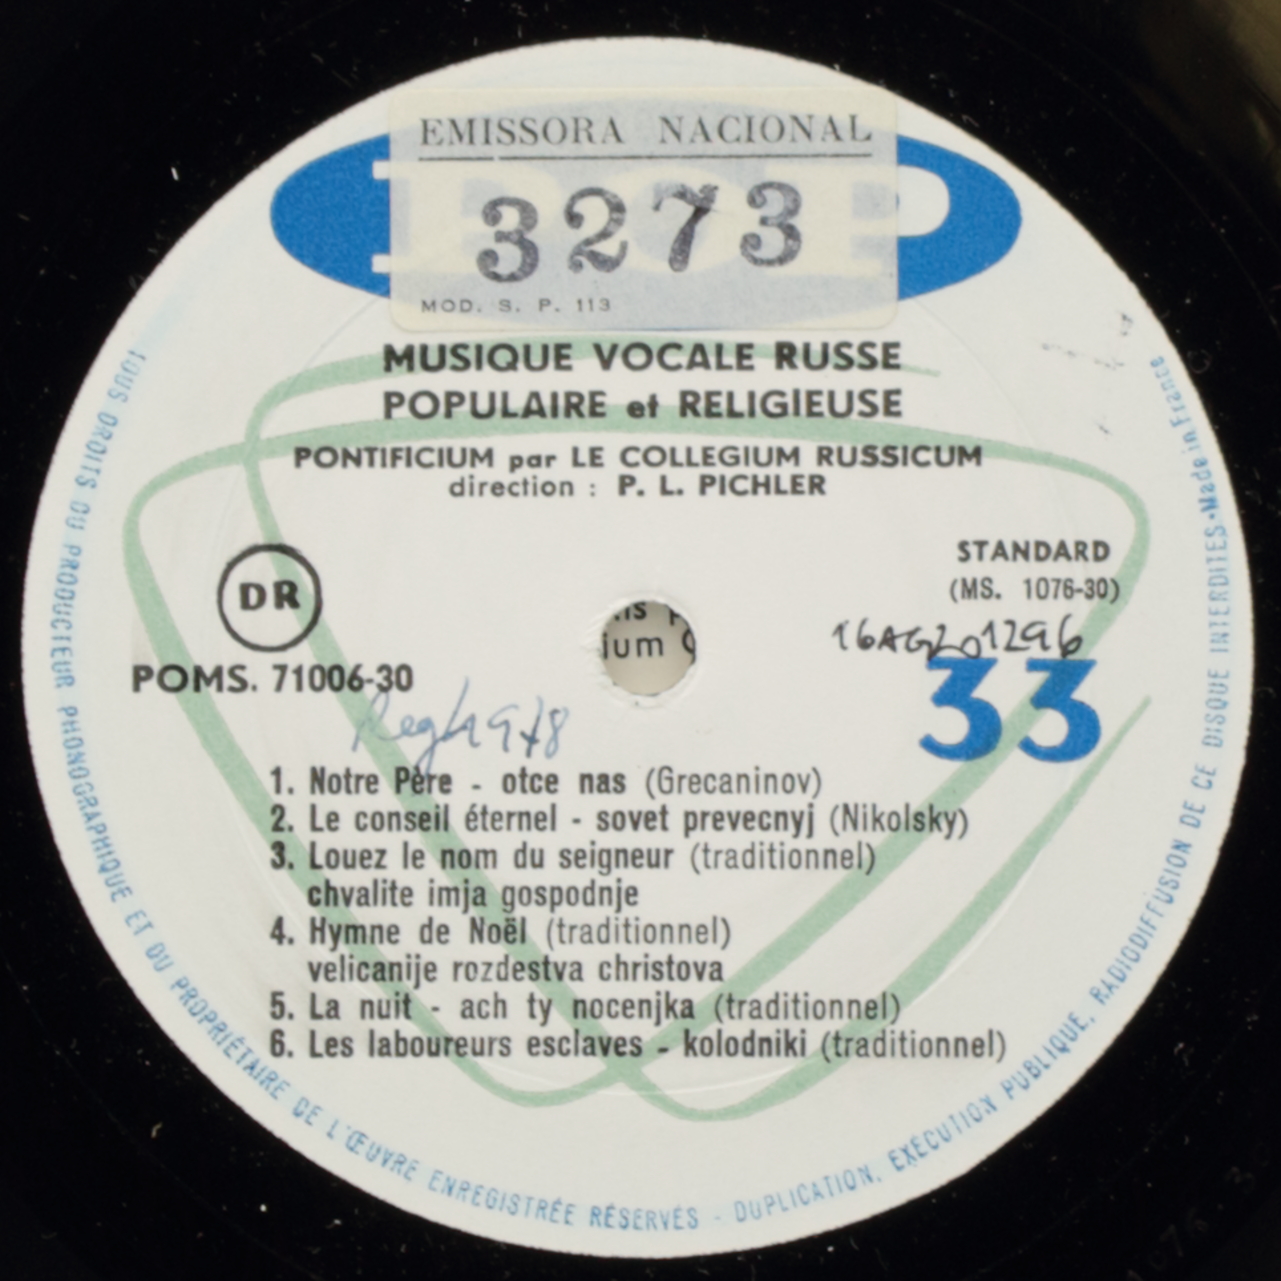 EMISSORA NACIONAL
3273
MOD. S. P. 113
MUSIQUE VOCALE RUSSE
POPULAIRE et RELIGIEUSE
PONTIFICIUM par LE COLLEGIUM RUSSICUM
direction : P. L. PICHLER
STANDARD
(MS. 1076-30)
DR
POMS. 71006-30
33
1. Notre Père - otce nas (Grecaninov)
2. Le conseil éternel - sovet prevecnyj (Nikolsky)
3. Louez le nom du seigneur (traditionnel)
chvalite imja gospodnje
4. Hymne de Noël (traditionnel)
velicanije rozdestva christova
5. La nuit - ach ty nocenjka (traditionnel)
6. Les laboureurs esclaves - kolodniki (traditionnel)
TOUS DROITS DU PRODUCTEUR PHONOGRAPHIQUE ET DU PROPRIÉTAIRE DE L'ŒUVRE ENREGISTRÉE RÉSERVÉS - DUPLICATION, EXÉCUTION PUBLIQUE, RADIODIFFUSION DE CE DISQUE INTERDITES • Made in France